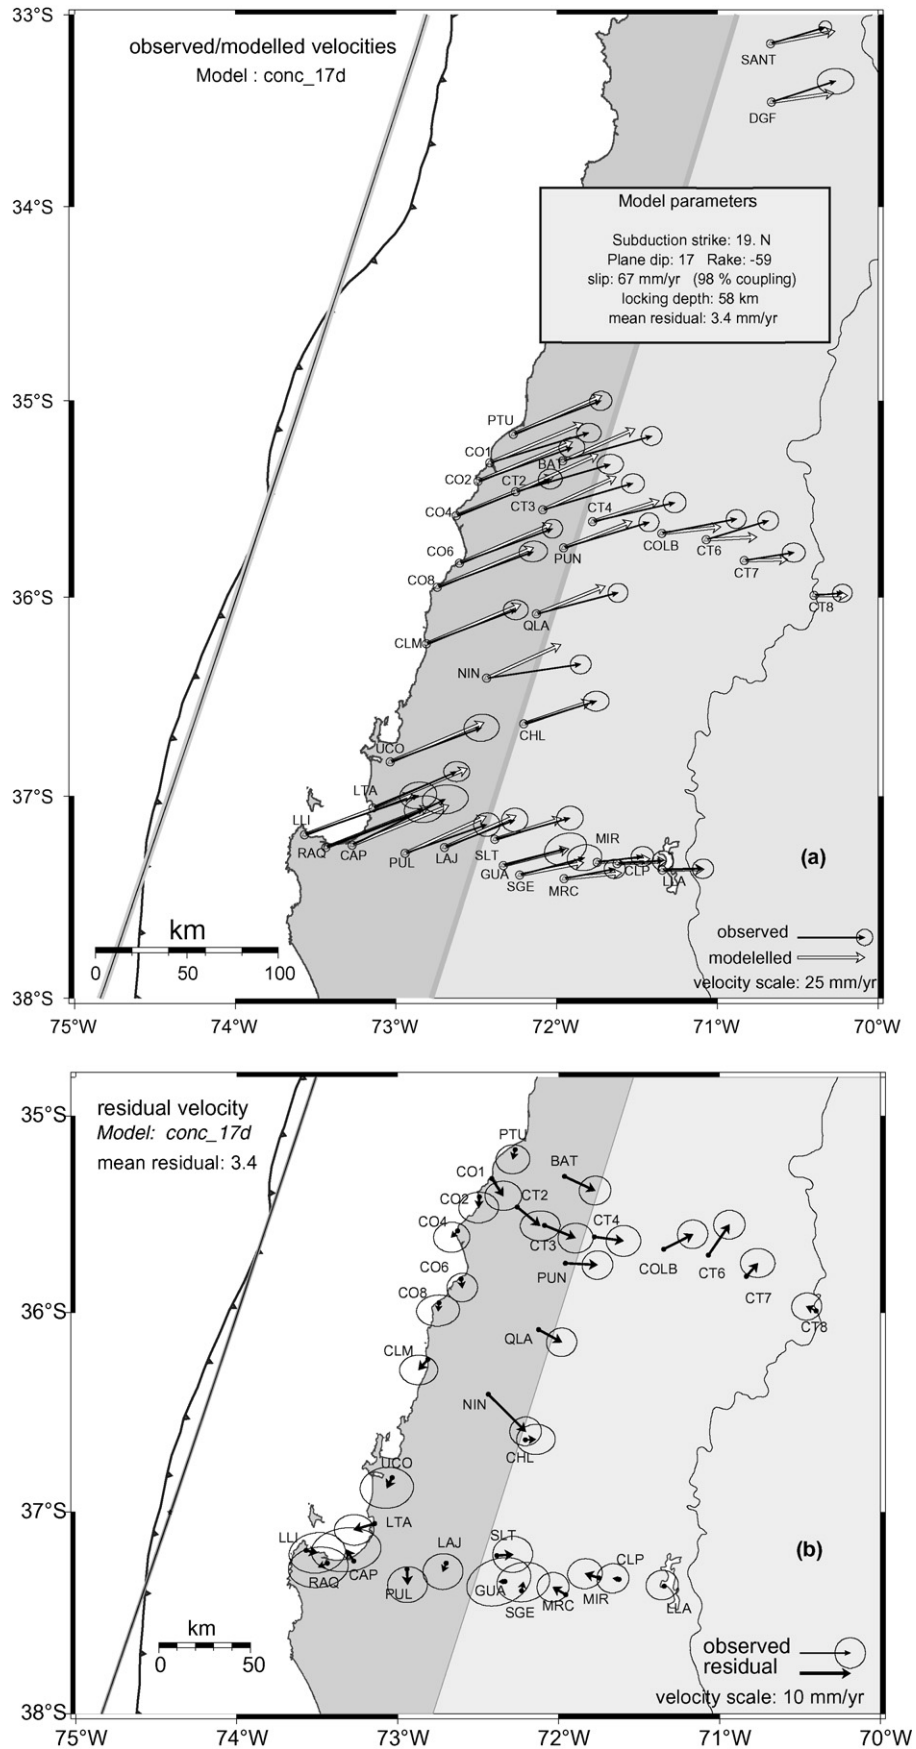 33°S
observed/modelled velocities
Model : conc_17d
SANT
DGF
34°S
Model parameters
Subduction strike: 19. N
Plane dip: 17 Rake: -59
slip: 67 mm/yr (98 % coupling)
locking depth: 58 km
mean residual: 3.4 mm/yr
35°S
PTU
CO1
BAT
CO2
CT2
CO4
CT3
CT4
CO6
PUN
COLB
CT6
CT7
CO8
36°S
CT8
QLA
CLM
NIN
CHL
UCO
37°S
LTA
LLI
RAQ
CAP
PUL
LAJ
SLT
MIR
GUA
CLP
SGE
MRC
LLA
(a)
km
0 50 100
observed
modelelled
velocity scale: 25 mm/yr
38°S
75°W 74°W 73°W 72°W 71°W 70°W
residual velocity
Model: conc_17d
mean residual: 3.4
35°S
PTU
CO1
BAT
CO2
CT2
CO4
CT3
CT4
CO6
PUN
COLB
CT6
CT7
CO8
36°S
CT8
QLA
CLM
NIN
CHL
UCO
37°S
LTA
LLI
RAQ
CAP
PUL
LAJ
SLT
GUA
SGE
MRC
MIR
CLP
LLA
(b)
km
0 50
observed
residual
velocity scale: 10 mm/yr
38°S
75°W 74°W 73°W 72°W 71°W 70°W